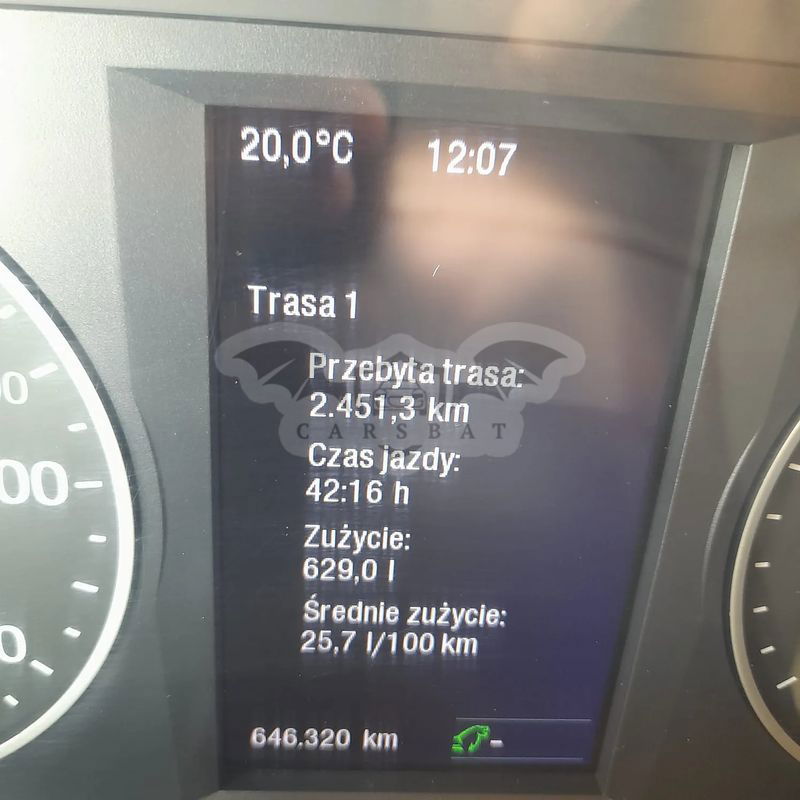 20,0°C 12:07
Trasa 1
Przebyta trasa:
2.451,3 km
CARSBAT
Czas jazdy:
42:16 h
Zużycie:
629,0 l
Średnie zużycie:
25,7 l/100 km
646.320 km
-